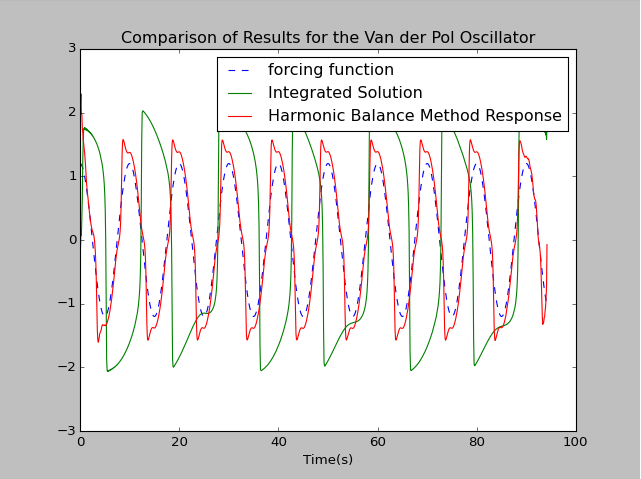 Comparison of Results for the Van der Pol Oscillator
3
2
1
0
−1
−2
−3
forcing function
Integrated Solution
Harmonic Balance Method Response
0 20 40 60 80 100
Time(s)